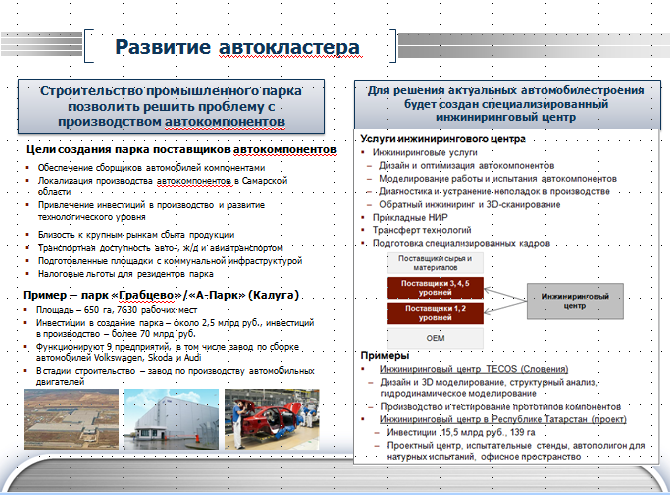 Развитие автокластера
Строительство промышленного парка
позволить решить проблему с
производством автокомпонентов
Цели создания парка поставщиков автокомпонентов
Обеспечение сборщиков автомобилей компонентами
Локализация производства автокомпонентов в Самарской
области
Привлечение инвестиций в производство и развитие
технологического уровня
Близость к крупным рынкам сбыта продукции
Транспортная доступность авто-, ж/д и авиатранспортом
Подготовленные площадки с коммунальной инфраструктурой
Налоговые льготы для резидентов парка
Пример – парк «Грабцево»/«А-Парк» (Калуга)
Площадь – 650 га, 7630 рабочих мест
Инвестиции в создание парка – около 2,5 млрд руб., инвестиций
в производство – более 70 млрд руб.
Функционируют 9 предприятий, в том числе завод по сборке
автомобилей Volkswagen, Skoda и Audi
В стадии строительство – завод по производству автомобильных
двигателей
Для решения актуальных автомобилестроения
будет создан специализированный
инжиниринговый центр
Услуги инжинирингового центра
Инжиниринговые услуги
– Дизайн и оптимизация автокомпонентов
– Моделирование работы и испытания автокомпонентов
– Диагностика и устранение неполадок в производстве
– Обратный инжиниринг и 3D-сканирование
Прикладные НИР
Трансферт технологий
Подготовка специализированных кадров
Поставщики сырья и
материалов
Поставщики 3, 4, 5
уровней
Поставщики 1, 2
уровней
OEM
Инжиниринговый
центр
Примеры
Инжиниринговый центр TECOS (Словения)
– Дизайн и 3D моделирование, структурный анализ,
гидродинамическое моделирование
– Производство и тестирование прототипов компонентов
Инжиниринговый центр в Республике Татарстан (проект)
– Инвестиции 15,5 млрд руб., 139 га
– Проектный центр, испытательные стенды, автополигон для
натурных испытаний, офисное пространство